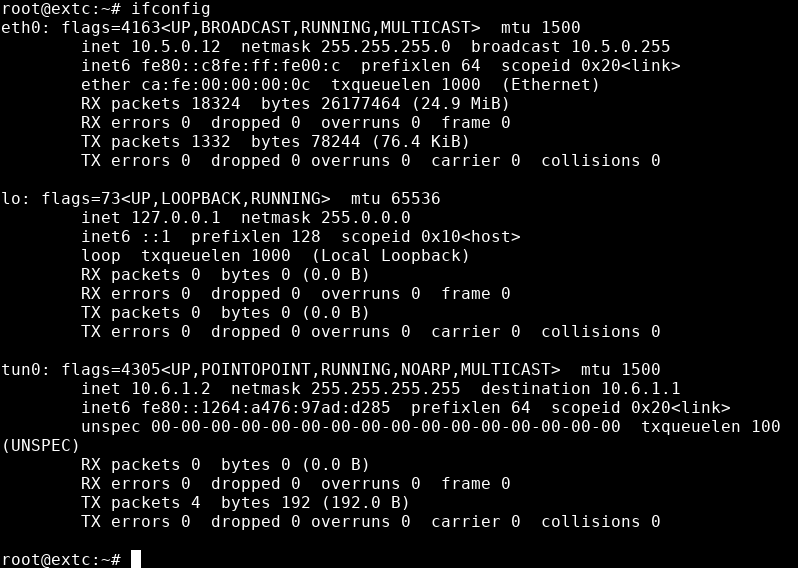 root@extc:~# ifconfig
eth0: flags=4163<UP,BROADCAST,RUNNING,MULTICAST>  mtu 1500
        inet 10.5.0.12  netmask 255.255.255.0  broadcast 10.5.0.255
        inet6 fe80::c8fe:ff:fe00:c  prefixlen 64  scopeid 0x20<link>
        ether ca:fe:00:00:00:0c  txqueuelen 1000  (Ethernet)
        RX packets 18324  bytes 26177464 (24.9 MiB)
        RX errors 0  dropped 0  overruns 0  frame 0
        TX packets 1332  bytes 78244 (76.4 KiB)
        TX errors 0  dropped 0 overruns 0  carrier 0  collisions 0

lo: flags=73<UP,LOOPBACK,RUNNING>  mtu 65536
        inet 127.0.0.1  netmask 255.0.0.0
        inet6 ::1  prefixlen 128  scopeid 0x10<host>
        loop  txqueuelen 1000  (Local Loopback)
        RX packets 0  bytes 0 (0.0 B)
        RX errors 0  dropped 0  overruns 0  frame 0
        TX packets 0  bytes 0 (0.0 B)
        TX errors 0  dropped 0 overruns 0  carrier 0  collisions 0

tun0: flags=4305<UP,POINTOPOINT,RUNNING,NOARP,MULTICAST>  mtu 1500
        inet 10.6.1.2  netmask 255.255.255.255  destination 10.6.1.1
        inet6 fe80::1264:a476:97ad:d285  prefixlen 64  scopeid 0x20<link>
        unspec 00-00-00-00-00-00-00-00-00-00-00-00-00-00-00-00  txqueuelen 100
(UNSPEC)
        RX packets 0  bytes 0 (0.0 B)
        RX errors 0  dropped 0  overruns 0  frame 0
        TX packets 4  bytes 192 (192.0 B)
        TX errors 0  dropped 0 overruns 0  carrier 0  collisions 0

root@extc:~#